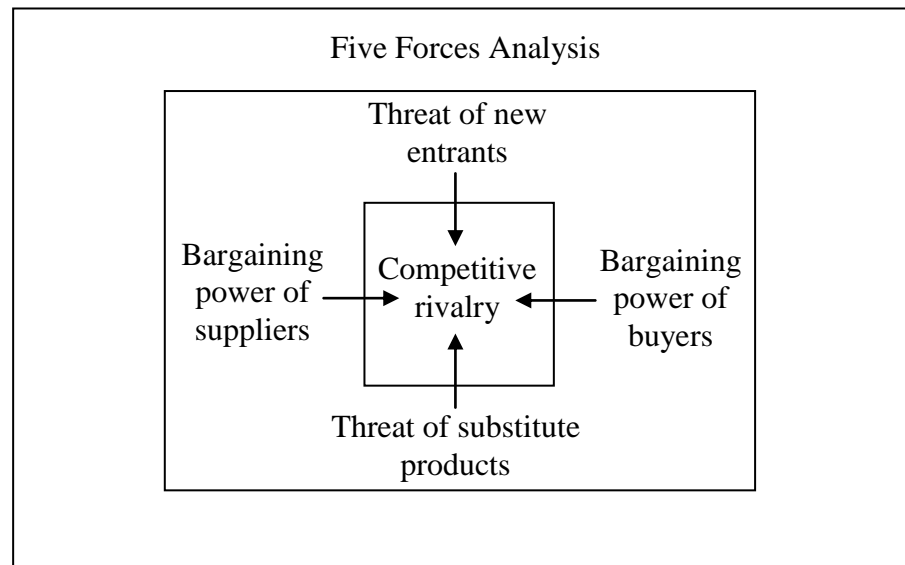 Five Forces Analysis
Threat of new
entrants
Bargaining
power of
suppliers
Competitive
rivalry
Bargaining
power of
buyers
Threat of substitute
products